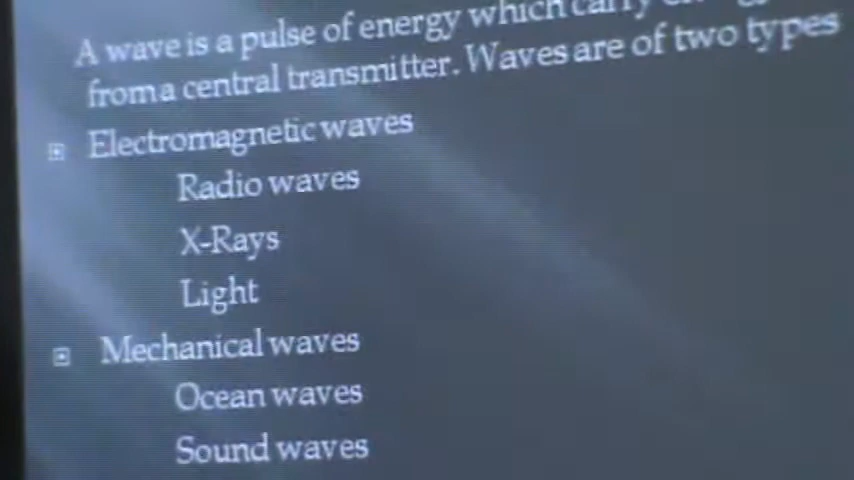 A wave is a pulse of energy which carry
from a central transmitter. Waves are of two types
Electromagnetic waves
Radio waves
X-Rays
Light
Mechanical waves
Ocean waves
Sound waves